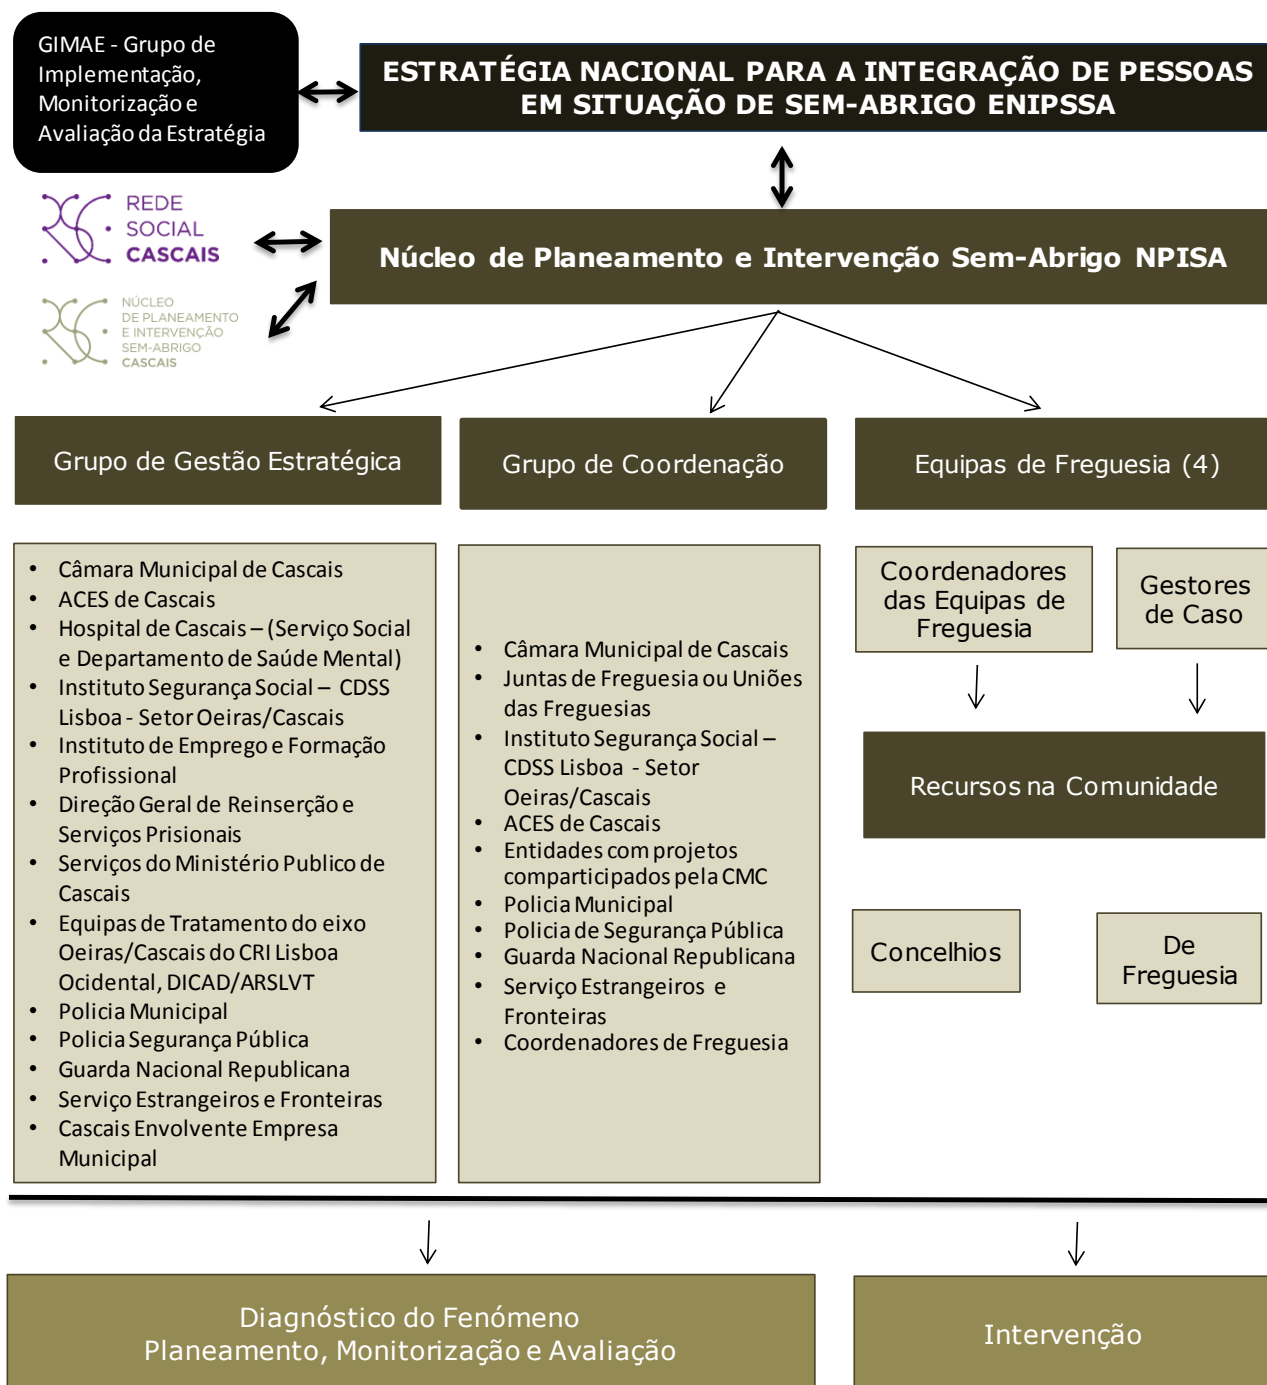 GIMAE - Grupo de
Implementação,
Monitorização e
Avaliação da Estratégia
ESTRATÉGIA NACIONAL PARA A INTEGRAÇÃO DE PESSOAS
EM SITUAÇÃO DE SEM-ABRIGO ENIPSSA
REDE
SOCIAL
CASCAIS
Núcleo de Planeamento e Intervenção Sem-Abrigo NPISA
NÚCLEO
DE PLANEAMENTO
E INTERVENÇÃO
SEM-ABRIGO
CASCAIS
Grupo de Gestão Estratégica
Grupo de Coordenação
Equipas de Freguesia (4)
• Câmara Municipal de Cascais
• ACES de Cascais
• Hospital de Cascais – (Serviço Social
e Departamento de Saúde Mental)
• Instituto Segurança Social – CDSS
Lisboa - Setor Oeiras/Cascais
• Instituto de Emprego e Formação
Profissional
• Direção Geral de Reinserção e
Serviços Prisionais
• Serviços do Ministério Publico de
Cascais
• Equipas de Tratamento do eixo
Oeiras/Cascais do CRI Lisboa
Ocidental, DICAD/ARSLVT
• Policia Municipal
• Policia Segurança Pública
• Guarda Nacional Republicana
• Serviço Estrangeiros e Fronteiras
• Cascais Envolvente Empresa
Municipal
• Câmara Municipal de Cascais
• Juntas de Freguesia ou Uniões
das Freguesias
• Instituto Segurança Social –
CDSS Lisboa - Setor
Oeiras/Cascais
• ACES de Cascais
• Entidades com projetos
comparticipados pela CMC
• Policia Municipal
• Policia de Segurança Pública
• Guarda Nacional Republicana
• Serviço Estrangeiros e
Fronteiras
• Coordenadores de Freguesia
Coordenadores
das Equipas de
Freguesia
Gestores
de Caso
Recursos na Comunidade
Concelhios
De
Freguesia
Diagnóstico do Fenómeno
Planeamento, Monitorização e Avaliação
Intervenção